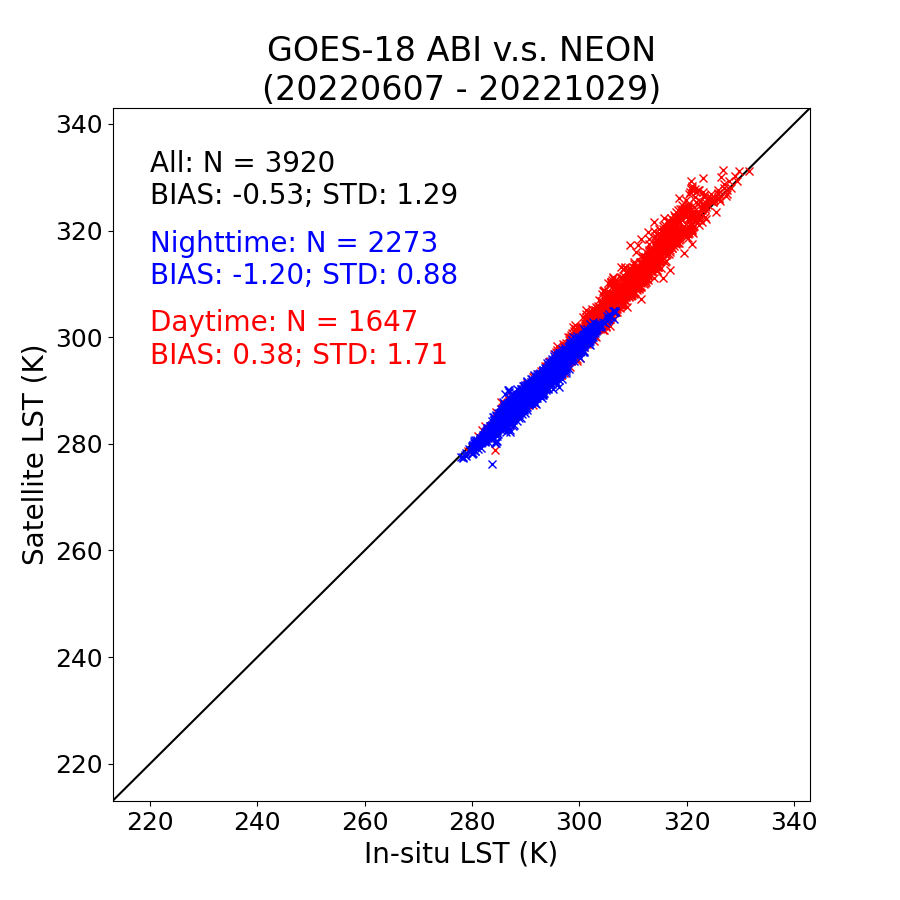 GOES-18 ABI v.s. NEON
(20220607 - 20221029)
340
320
300
280
260
240
220
All: N = 3920
BIAS: -0.53; STD: 1.29
Nighttime: N = 2273
BIAS: -1.20; STD: 0.88
Daytime: N = 1647
BIAS: 0.38; STD: 1.71
Satellite LST (K)
220 240 260 280 300 320 340
In-situ LST (K)